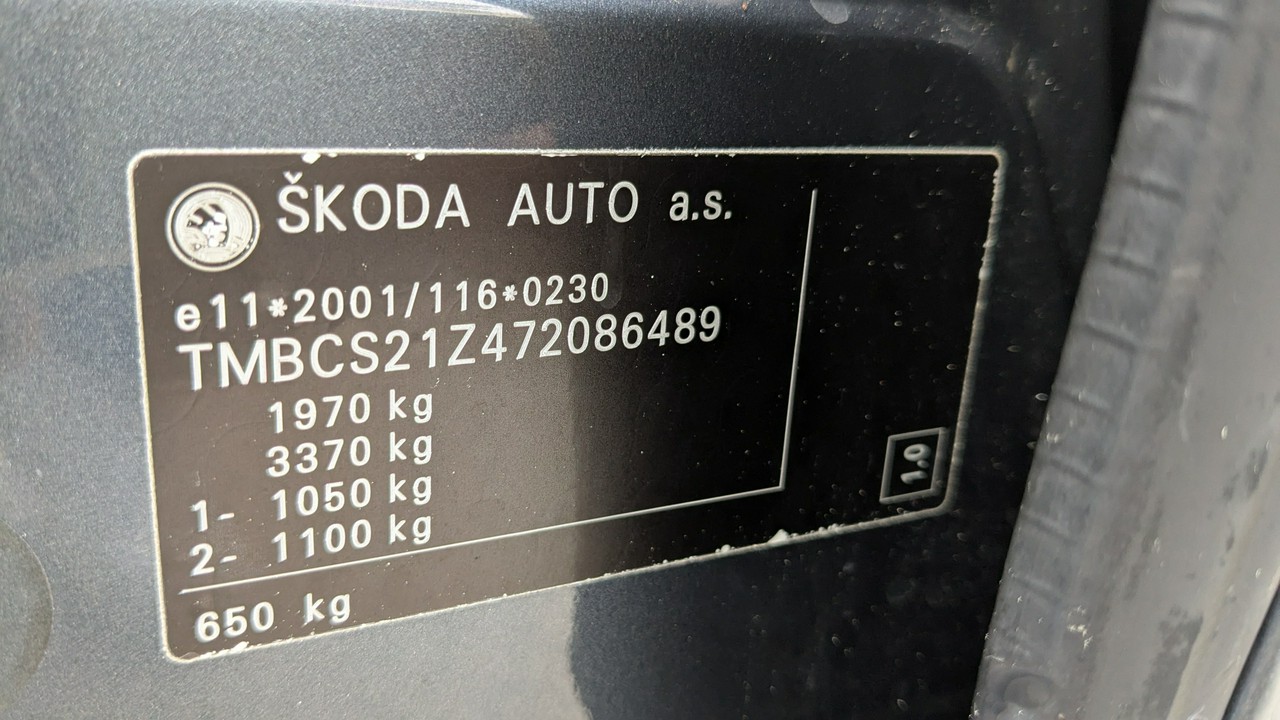 ŠKODA AUTO a.s.
e11*2001/116*0230
TMBCS21Z472086489
1970 kg
3370 kg
1- 1050 kg
2- 1100 kg
650 kg
1.0